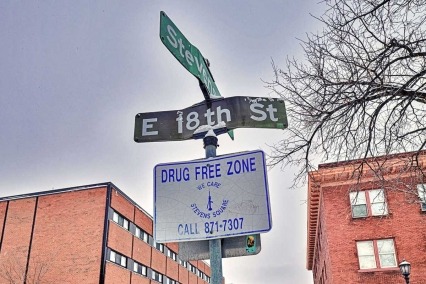 Stevens
E 18th St
DRUG FREE ZONE
WE CARE
STEVENS SQUARE
CALL 871-7307